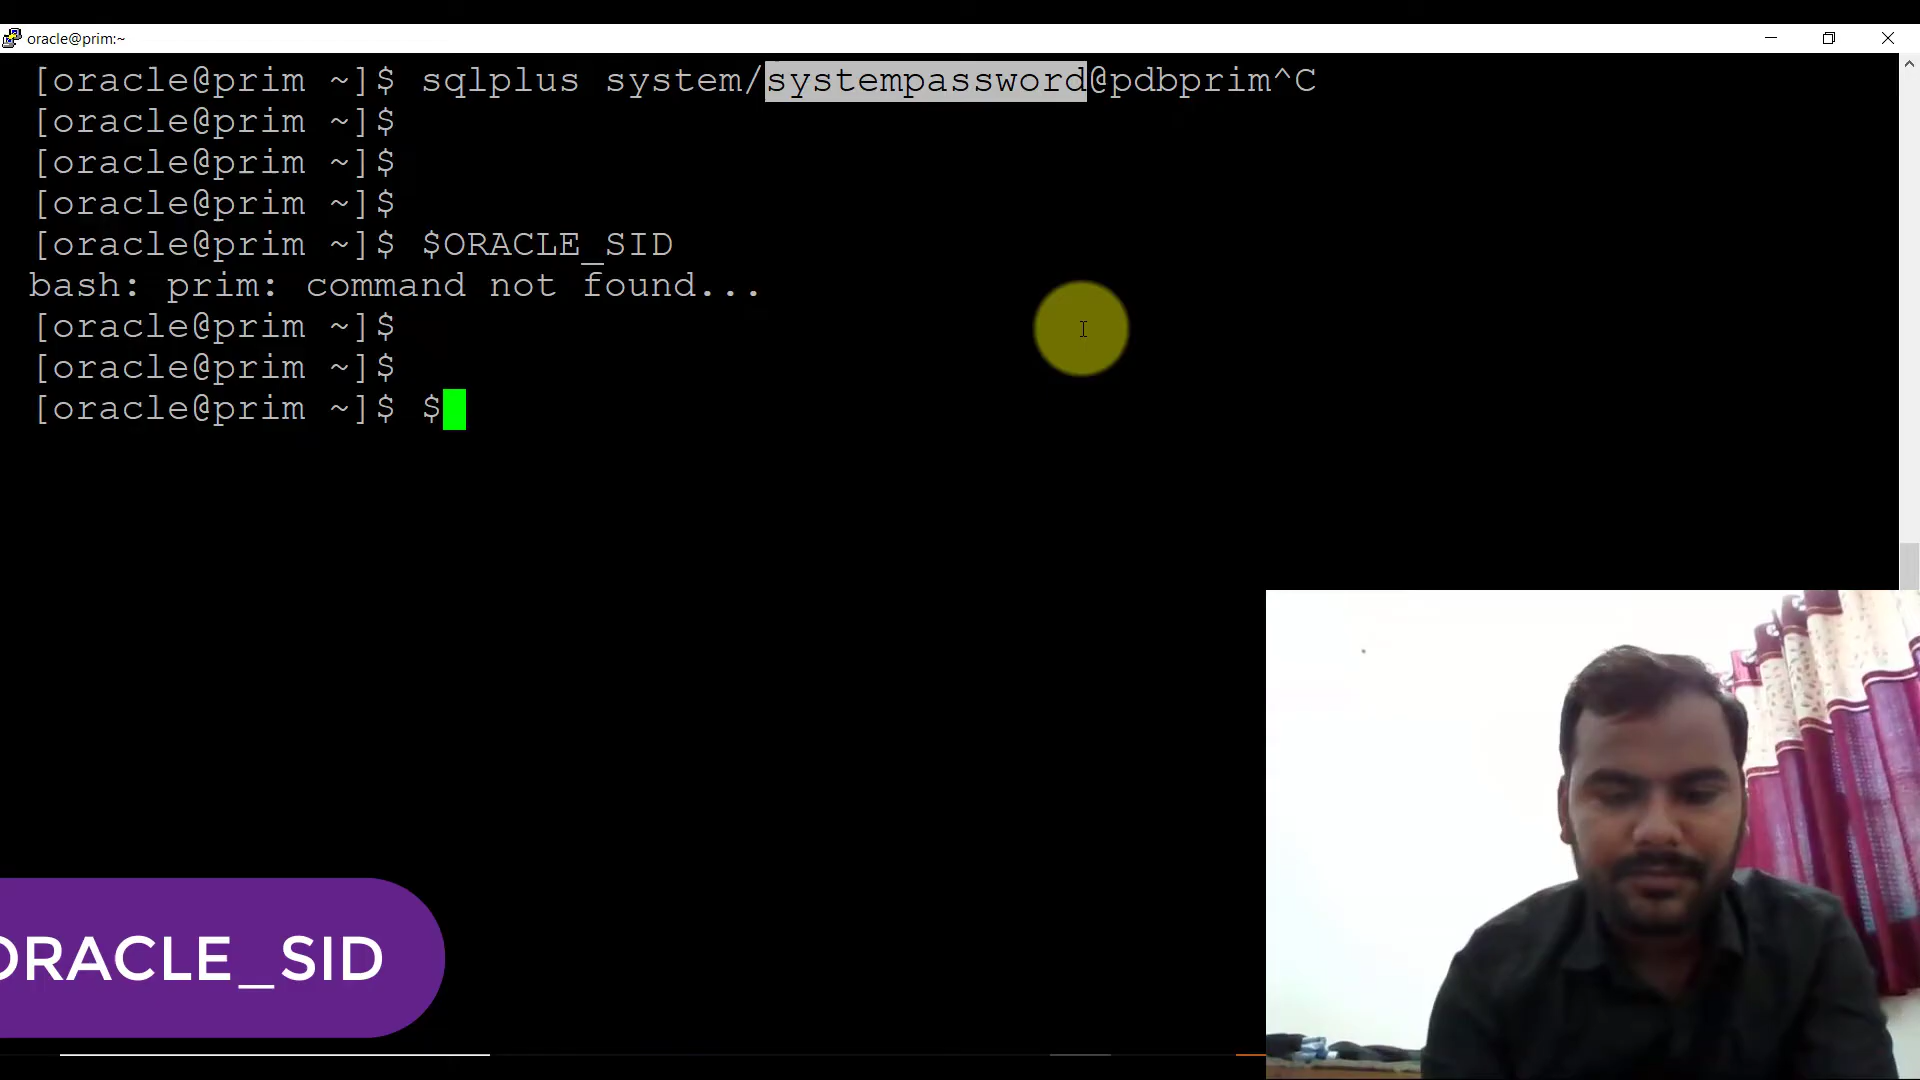 oracle@prim:~
[oracle@prim ~]$ sqlplus system/systempassword@pdbprim^C
[oracle@prim ~]$
[oracle@prim ~]$
[oracle@prim ~]$
[oracle@prim ~]$ $ORACLE_SID
bash: prim: command not found...
[oracle@prim ~]$
[oracle@prim ~]$
[oracle@prim ~]$ $
ORACLE_SID